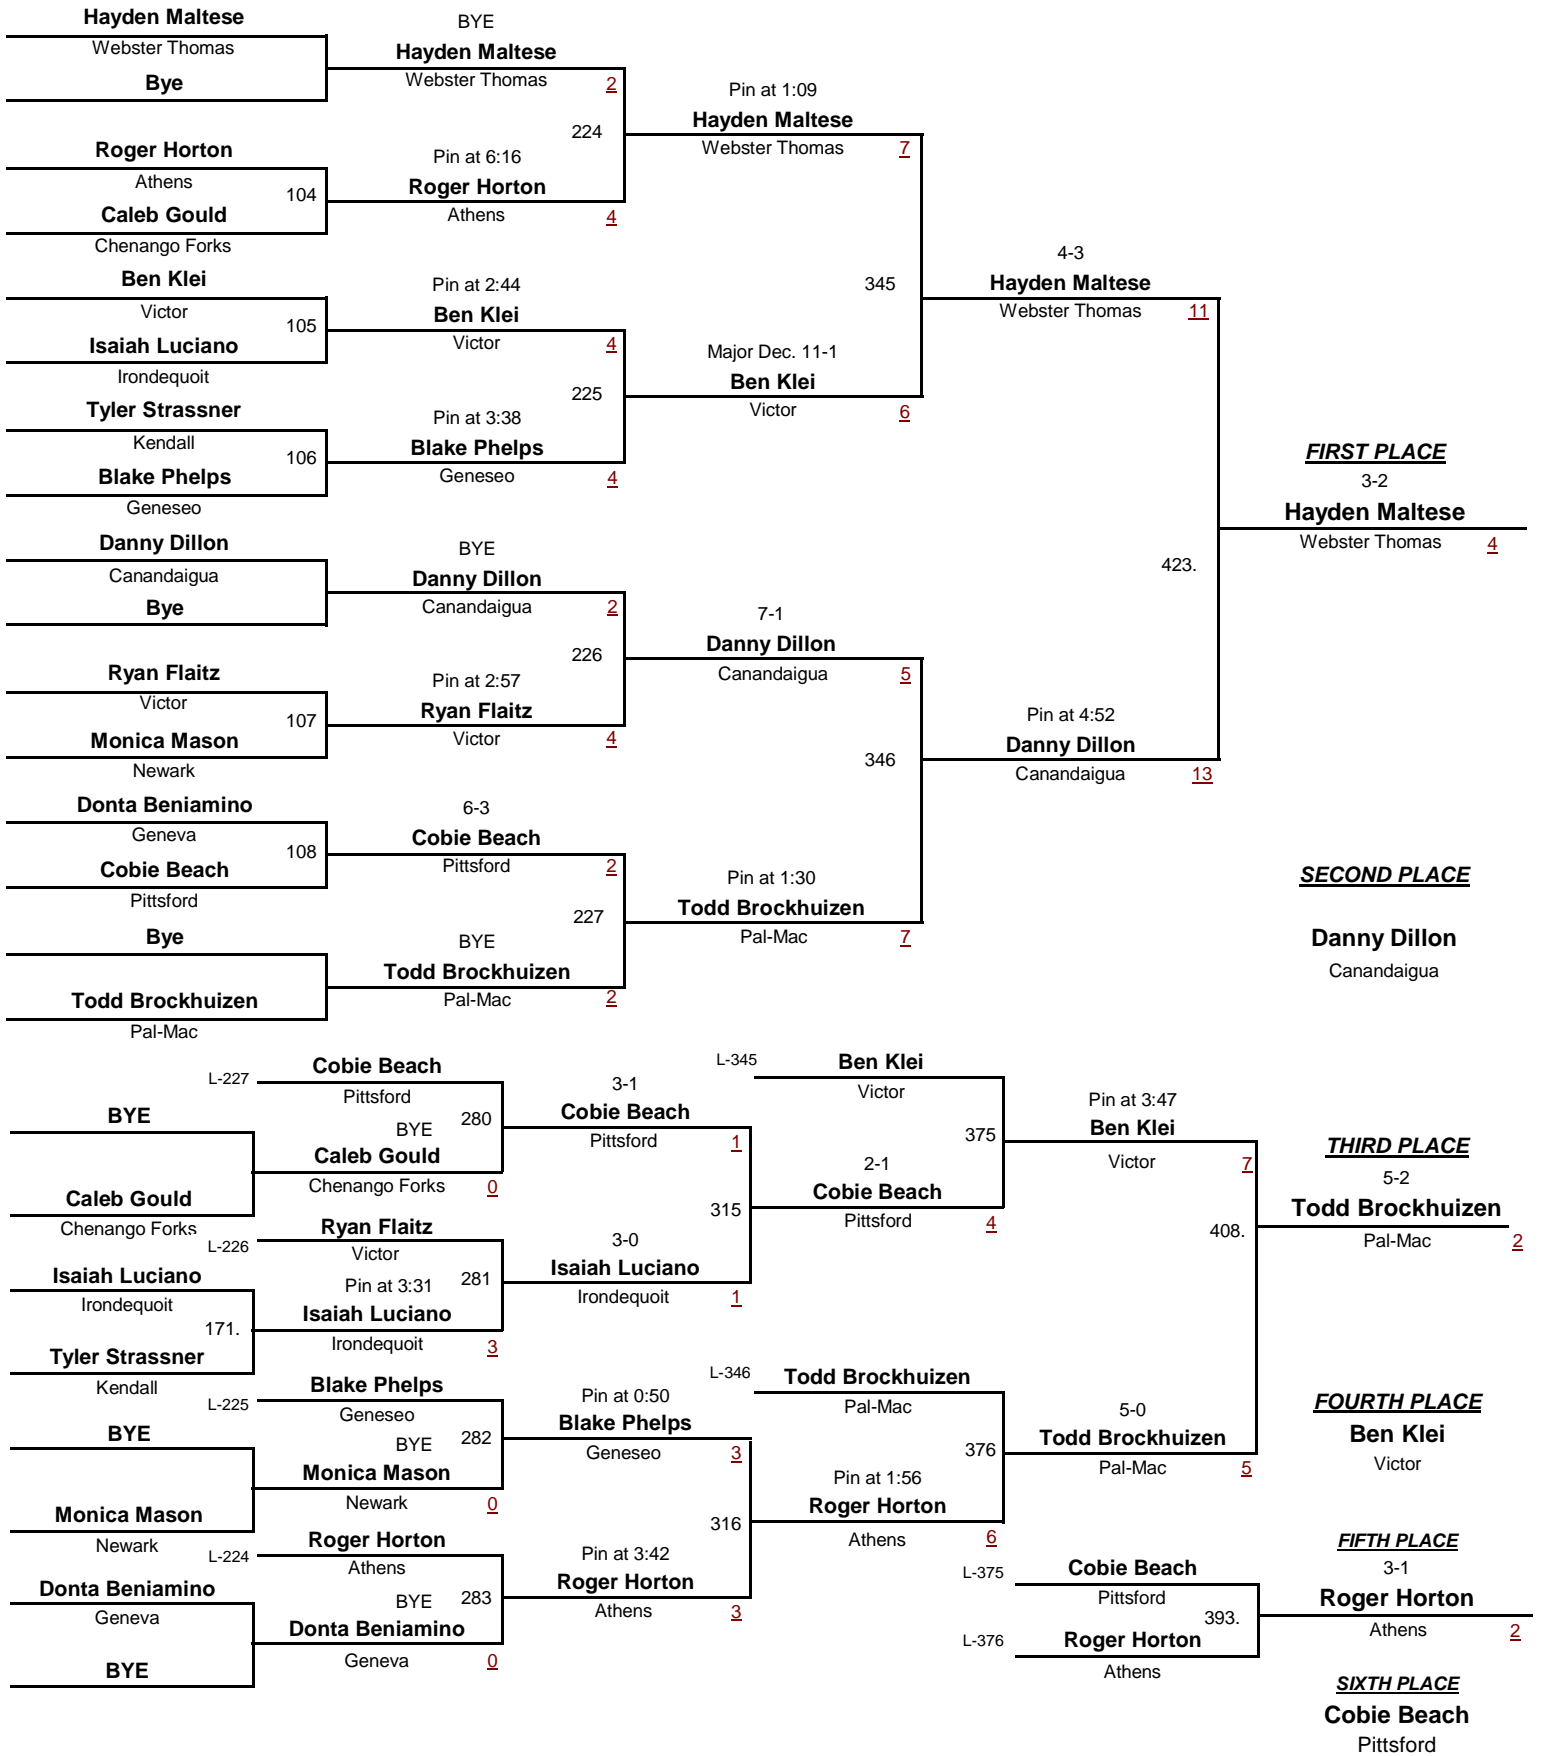 Hayden Maltese
Webster Thomas
Bye
Roger Horton
Athens
104
Caleb Gould
Chenango Forks
Ben Klei
Victor
105
Isaiah Luciano
Irondequoit
Tyler Strassner
Kendall
106
Blake Phelps
Geneseo
Danny Dillon
Canandaigua
Bye
Ryan Flaitz
Victor
107
Monica Mason
Newark
Donta Beniamino
Geneva
108
Cobie Beach
Pittsford
Bye
Todd Brockhuizen
Pal-Mac
BYE
Hayden Maltese
Webster Thomas
2
224
Pin at 6:16
Roger Horton
Athens
4
Pin at 2:44
Ben Klei
Victor
4
225
Pin at 3:38
Blake Phelps
Geneseo
4
BYE
Danny Dillon
Canandaigua
2
226
Pin at 2:57
Ryan Flaitz
Victor
4
6-3
Cobie Beach
Pittsford
2
227
BYE
Todd Brockhuizen
Pal-Mac
2
Pin at 1:09
Hayden Maltese
Webster Thomas
7
345
Major Dec. 11-1
Ben Klei
Victor
6
7-1
Danny Dillon
Canandaigua
5
346
Pin at 1:30
Todd Brockhuizen
Pal-Mac
7
4-3
Hayden Maltese
Webster Thomas
11
423.
Pin at 4:52
Danny Dillon
Canandaigua
13
FIRST PLACE
3-2
Hayden Maltese
Webster Thomas
4
SECOND PLACE
Danny Dillon
Canandaigua
BYE
Caleb Gould
Chenango Forks
Isaiah Luciano
Irondequoit
171.
Tyler Strassner
Kendall
BYE
Monica Mason
Newark
Donta Beniamino
Geneva
BYE
L-227
Cobie Beach
Pittsford
280
BYE
Caleb Gould
Chenango Forks
0
L-226
Ryan Flaitz
Victor
281
Pin at 3:31
Isaiah Luciano
Irondequoit
3
L-225
Blake Phelps
Geneseo
282
BYE
Monica Mason
Newark
0
L-224
Roger Horton
Athens
283
BYE
Donta Beniamino
Geneva
0
3-1
Cobie Beach
Pittsford
1
315
3-0
Isaiah Luciano
Irondequoit
1
Pin at 0:50
Blake Phelps
Geneseo
3
316
Pin at 3:42
Roger Horton
Athens
3
L-345
Ben Klei
Victor
375
2-1
Cobie Beach
Pittsford
4
L-346
Todd Brockhuizen
Pal-Mac
376
Pin at 1:56
Roger Horton
Athens
6
Pin at 3:47
Ben Klei
Victor
7
408.
5-0
Todd Brockhuizen
Pal-Mac
5
THIRD PLACE
5-2
Todd Brockhuizen
Pal-Mac
2
FOURTH PLACE
Ben Klei
Victor
L-375
Cobie Beach
Pittsford
393.
L-376
Roger Horton
Athens
FIFTH PLACE
3-1
Roger Horton
Athens
2
SIXTH PLACE
Cobie Beach
Pittsford